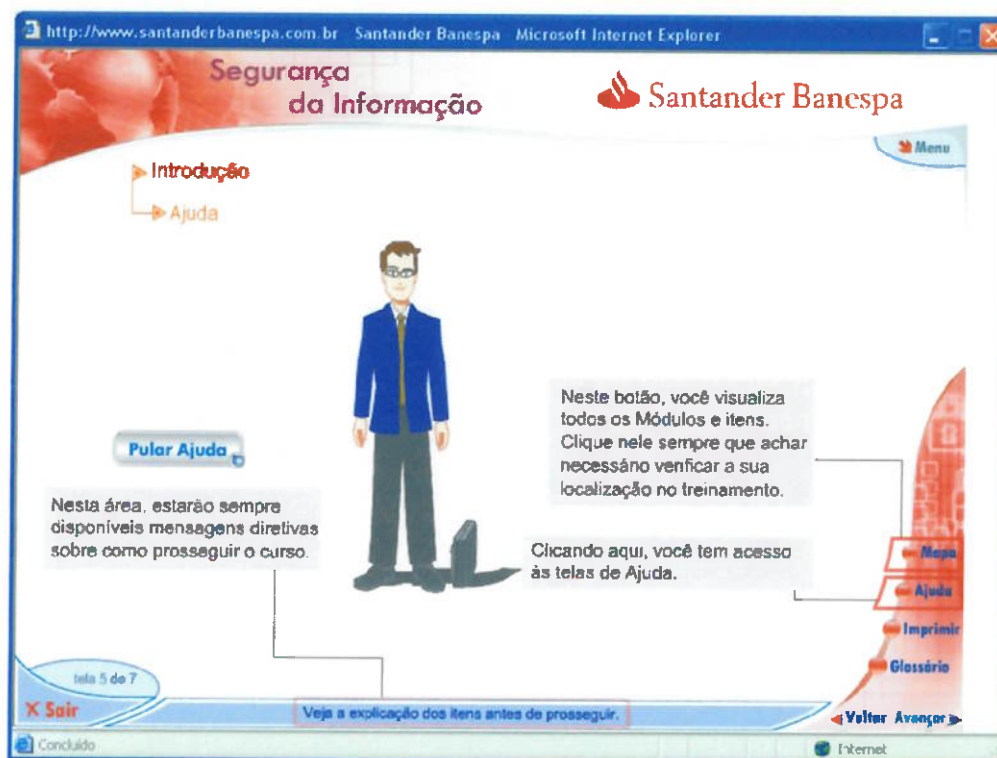 http://www.santanderbanespa.com.br Santander Banespa Microsoft Internet Explorer
Segurança
da Informação
Santander Banespa
Menu
Introdução
Ajuda
Neste botão, você visualiza
todos os Módulos e itens.
Clique nele sempre que achar
necessáno venficar a sua
localização no treinamento.
Pular Ajuda
Nesta área, estarão sempre
disponíveis mensagens diretivas
sobre como prosseguir o curso.
Clicando aqui, você tem acesso
às telas de Ajuda.
Mapa
Ajuda
Imprimir
Glossário
tela 5 de 7
X Sair
Veja a explicação dos itens antes de prosseguir.
Voltar Avançar
Concluído
Internet